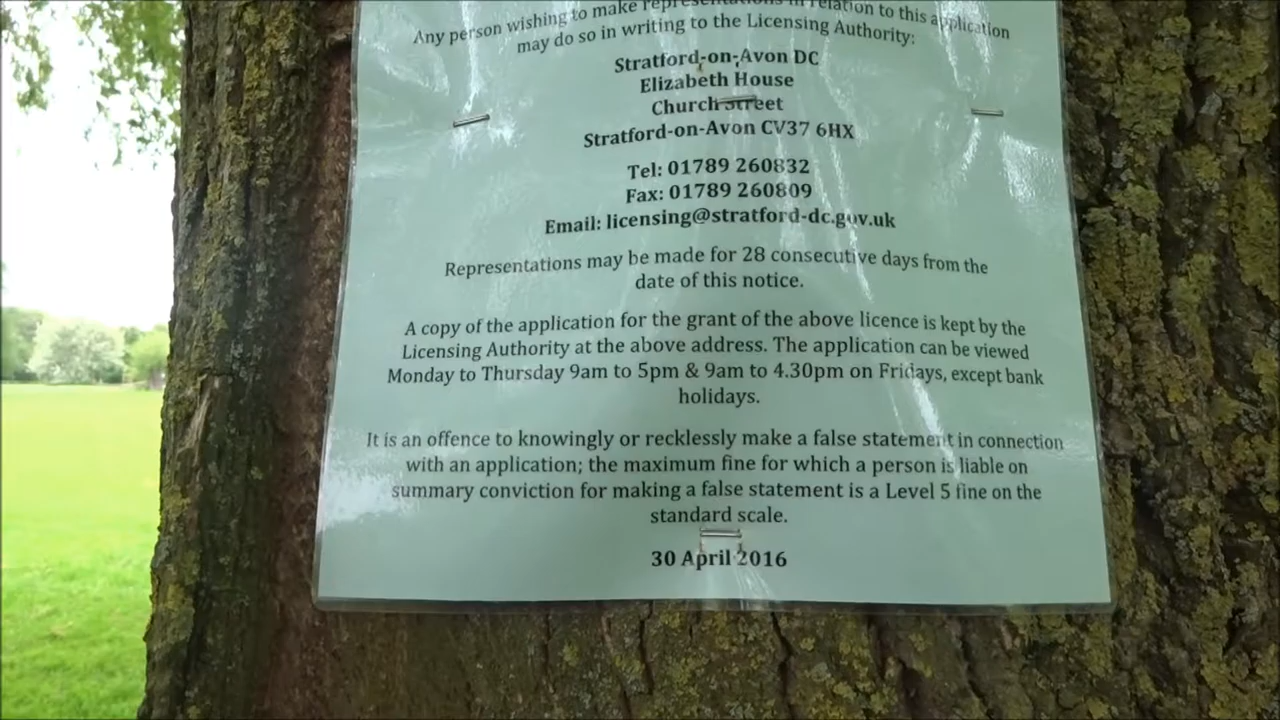 Any person wishing to make representations in relation to this application
may do so in writing to the Licensing Authority:
Stratford-on-Avon DC
Elizabeth House
Church Street
Stratford-on-Avon CV37 6HX
Tel: 01789 260832
Fax: 01789 260809
Email: licensing@stratford-dc.gov.uk
Representations may be made for 28 consecutive days from the
date of this notice.
A copy of the application for the grant of the above licence is kept by the
Licensing Authority at the above address. The application can be viewed
Monday to Thursday 9am to 5pm & 9am to 4.30pm on Fridays, except bank
holidays.
It is an offence to knowingly or recklessly make a false statement in connection
with an application; the maximum fine for which a person is liable on
summary conviction for making a false statement is a Level 5 fine on the
standard scale.
30 April 2016